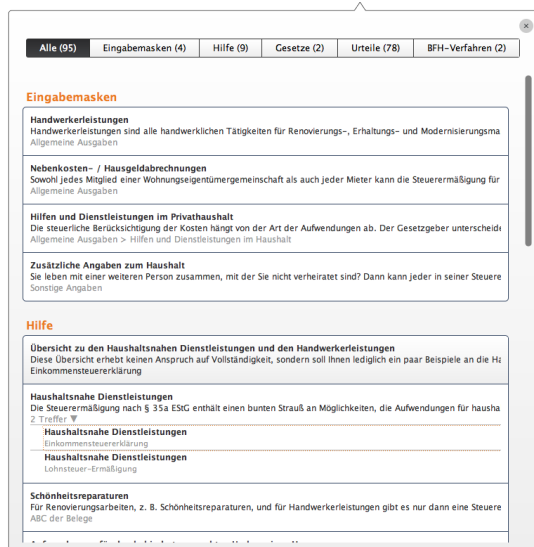 Alle (95) Eingabemasken (4) Hilfe (9) Gesetze (2) Urteile (78) BFH-Verfahren (2)
Eingabemasken
Handwerkerleistungen
Handwerkerleistungen sind alle handwerklichen Tätigkeiten für Renovierungs-, Erhaltungs- und Modernisierungsma
Allgemeine Ausgaben
Nebenkosten- / Hausgeldabrechnungen
Sowohl jedes Mitglied einer Wohnungseigentümergemeinschaft als auch jeder Mieter kann die Steuerermäßigung für
Allgemeine Ausgaben
Hilfen und Dienstleistungen im Privathaushalt
Die steuerliche Berücksichtigung der Kosten hängt von der Art der Aufwendungen ab. Der Gesetzgeber unterscheide
Allgemeine Ausgaben > Hilfen und Dienstleistungen im Haushalt
Zusätzliche Angaben zum Haushalt
Sie leben mit einer weiteren Person zusammen, mit der Sie nicht verheiratet sind? Dann kann jeder in seiner Steuere
Sonstige Angaben
Hilfe
Übersicht zu den Haushaltsnahen Dienstleistungen und den Handwerkerleistungen
Diese Übersicht erhebt keinen Anspruch auf Vollständigkeit, sondern soll Ihnen lediglich ein paar Beispiele an die Ha
Einkommensteuererklärung
Haushaltsnahe Dienstleistungen
Die Steuerermäßigung nach § 35a EStG enthält einen bunten Strauß an Möglichkeiten, die Aufwendungen für hausha
2 Treffer ▼
Haushaltsnahe Dienstleistungen
Einkommensteuererklärung
Haushaltsnahe Dienstleistungen
Lohnsteuer-Ermäßigung
Schönheitsreparaturen
Für Renovierungsarbeiten, z. B. Schönheitsreparaturen, und für Handwerkerleistungen gibt es nur dann eine Steuere
ABC der Belege